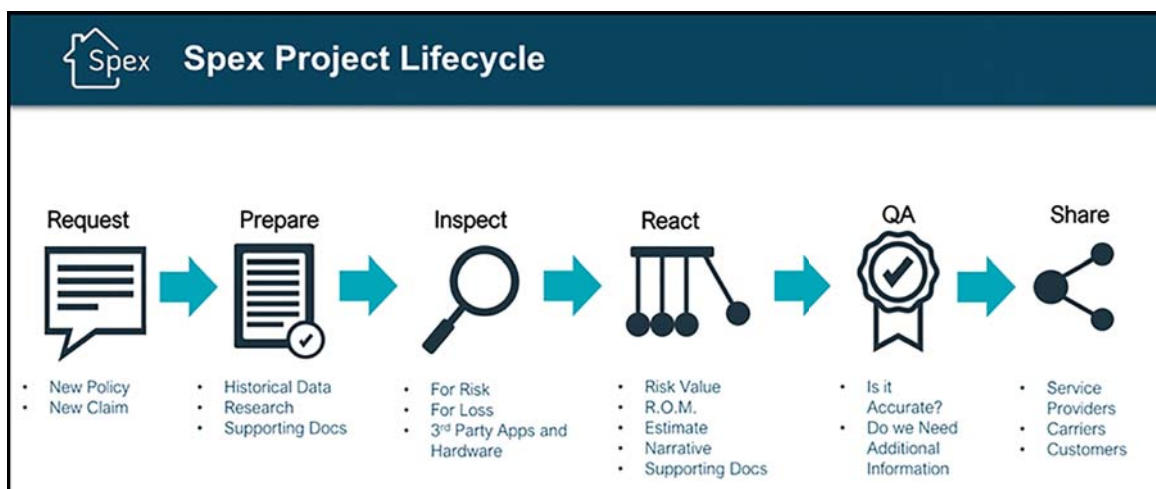 Spex
Spex Project Lifecycle
Request
New Policy
New Claim
Prepare
Historical Data
Research
Supporting Docs
Inspect
For Risk
For Loss
3rd Party Apps and
Hardware
React
Risk Value
R.O.M.
Estimate
Narrative
Supporting Docs
QA
Is it
Accurate?
Do we Need
Additional
Information
Share
Service
Providers
Carriers
Customers